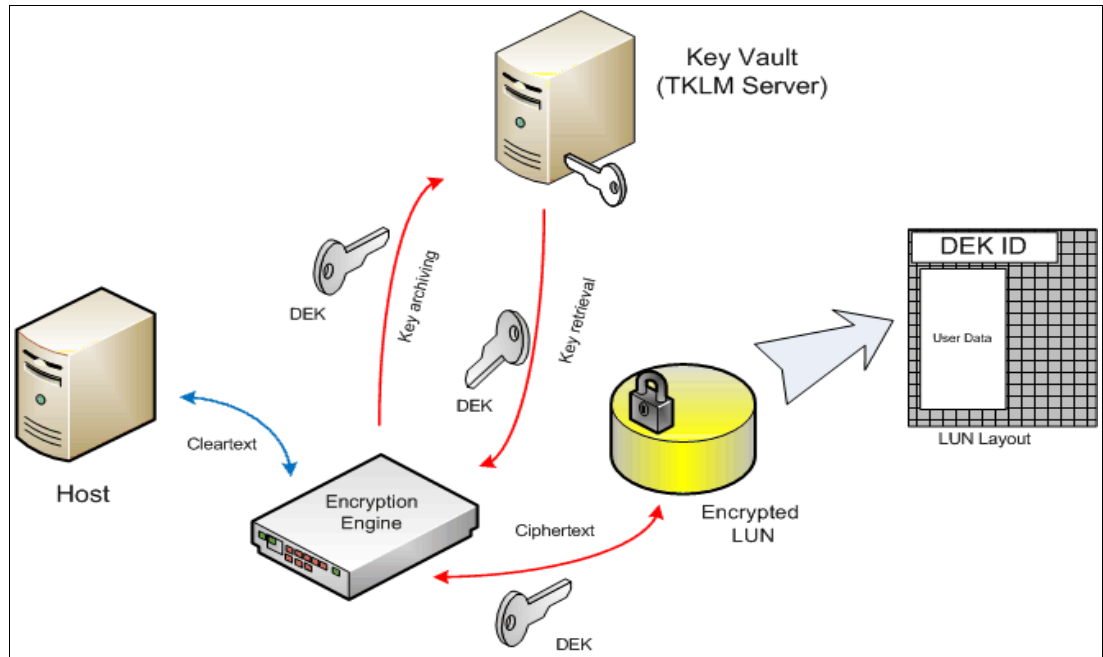 Key Vault
(TKLM Server)
DEK
Key archiving
Key retrieval
DEK
DEK ID
User Data
LUN Layout
Cleartext
Host
Encryption
Engine
Ciphertext
Encrypted
LUN
DEK